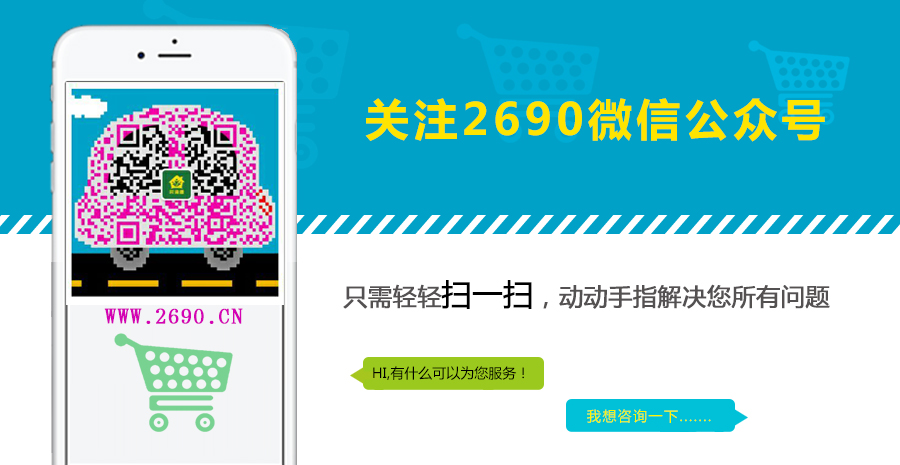 关注2690微信公众号
WWW.2690.CN
只需轻轻扫一扫，动动手指解决您所有问题
HI,有什么可以为您服务！
我想咨询一下.......